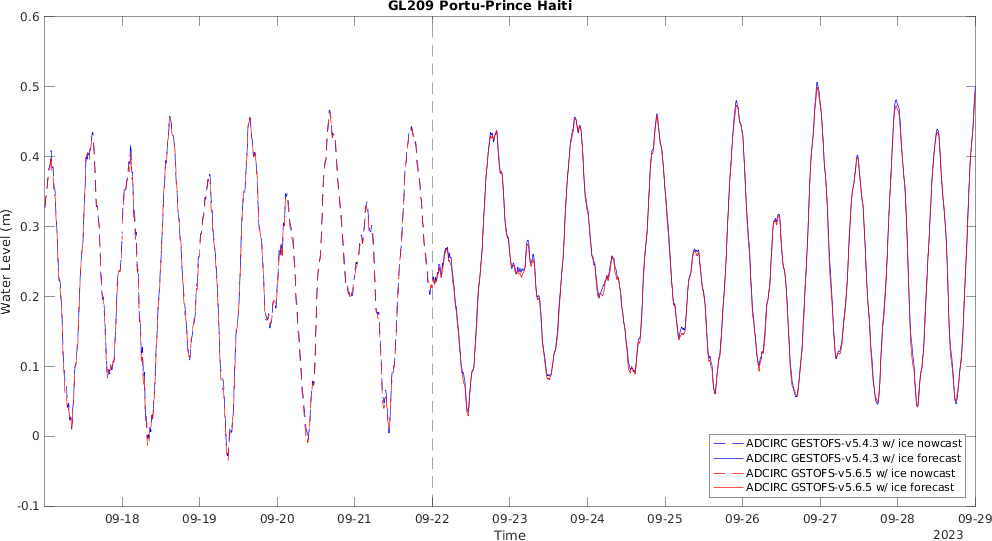 GL209 Portu-Prince Haiti
0.6
0.5
0.4
0.3
0.2
0.1
0
-0.1
Water Level (m)
ADCIRC GESTOFS-v5.4.3 w/ ice nowcast
ADCIRC GESTOFS-v5.4.3 w/ ice forecast
ADCIRC GSTOFS-v5.6.5 w/ ice nowcast
ADCIRC GSTOFS-v5.6.5 w/ ice forecast
09-18 09-19 09-20 09-21 09-22 09-23 09-24 09-25 09-26 09-27 09-28 09-29
Time
2023